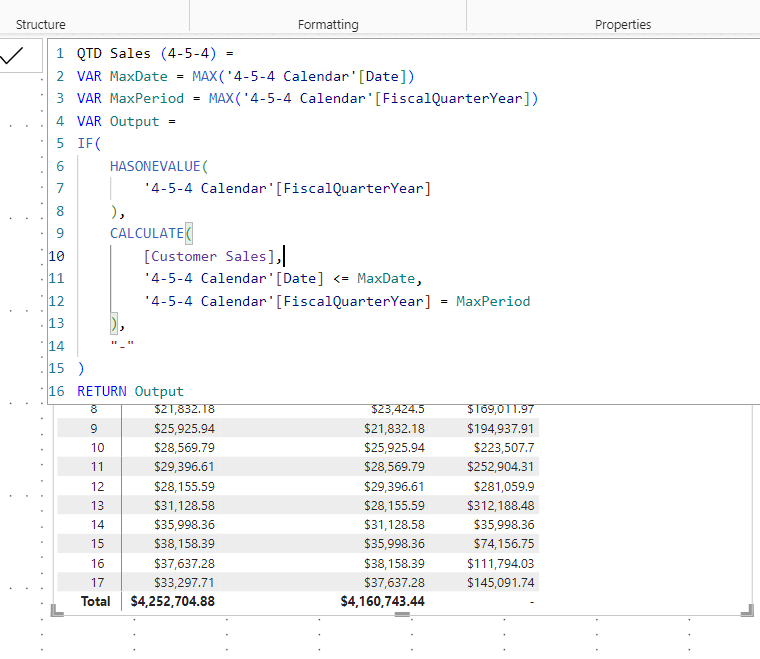 Structure Formatting Properties
1 QTD Sales (4-5-4) =
2 VAR MaxDate = MAX('4-5-4 Calendar'[Date])
3 VAR MaxPeriod = MAX('4-5-4 Calendar'[FiscalQuarterYear])
4 VAR Output =
5 IF(
6 HASONEVALUE(
7 '4-5-4 Calendar'[FiscalQuarterYear]
8 ),
9 CALCULATE(
10 [Customer Sales],
11 '4-5-4 Calendar'[Date] <= MaxDate,
12 '4-5-4 Calendar'[FiscalQuarterYear] = MaxPeriod
13 ),
14 "-"
15 )
16 RETURN Output
8 $21,832.18 $23,424.5 $169,011.97
9 $25,925.94 $21,832.18 $194,937.91
10 $28,569.79 $25,925.94 $223,507.7
11 $29,396.61 $28,569.79 $252,904.31
12 $28,155.59 $29,396.61 $281,059.9
13 $31,128.58 $28,155.59 $312,188.48
14 $35,998.36 $31,128.58 $35,998.36
15 $38,158.39 $35,998.36 $74,156.75
16 $37,637.28 $38,158.39 $111,794.03
17 $33,297.71 $37,637.28 $145,091.74
Total $4,252,704.88 $4,160,743.44 -